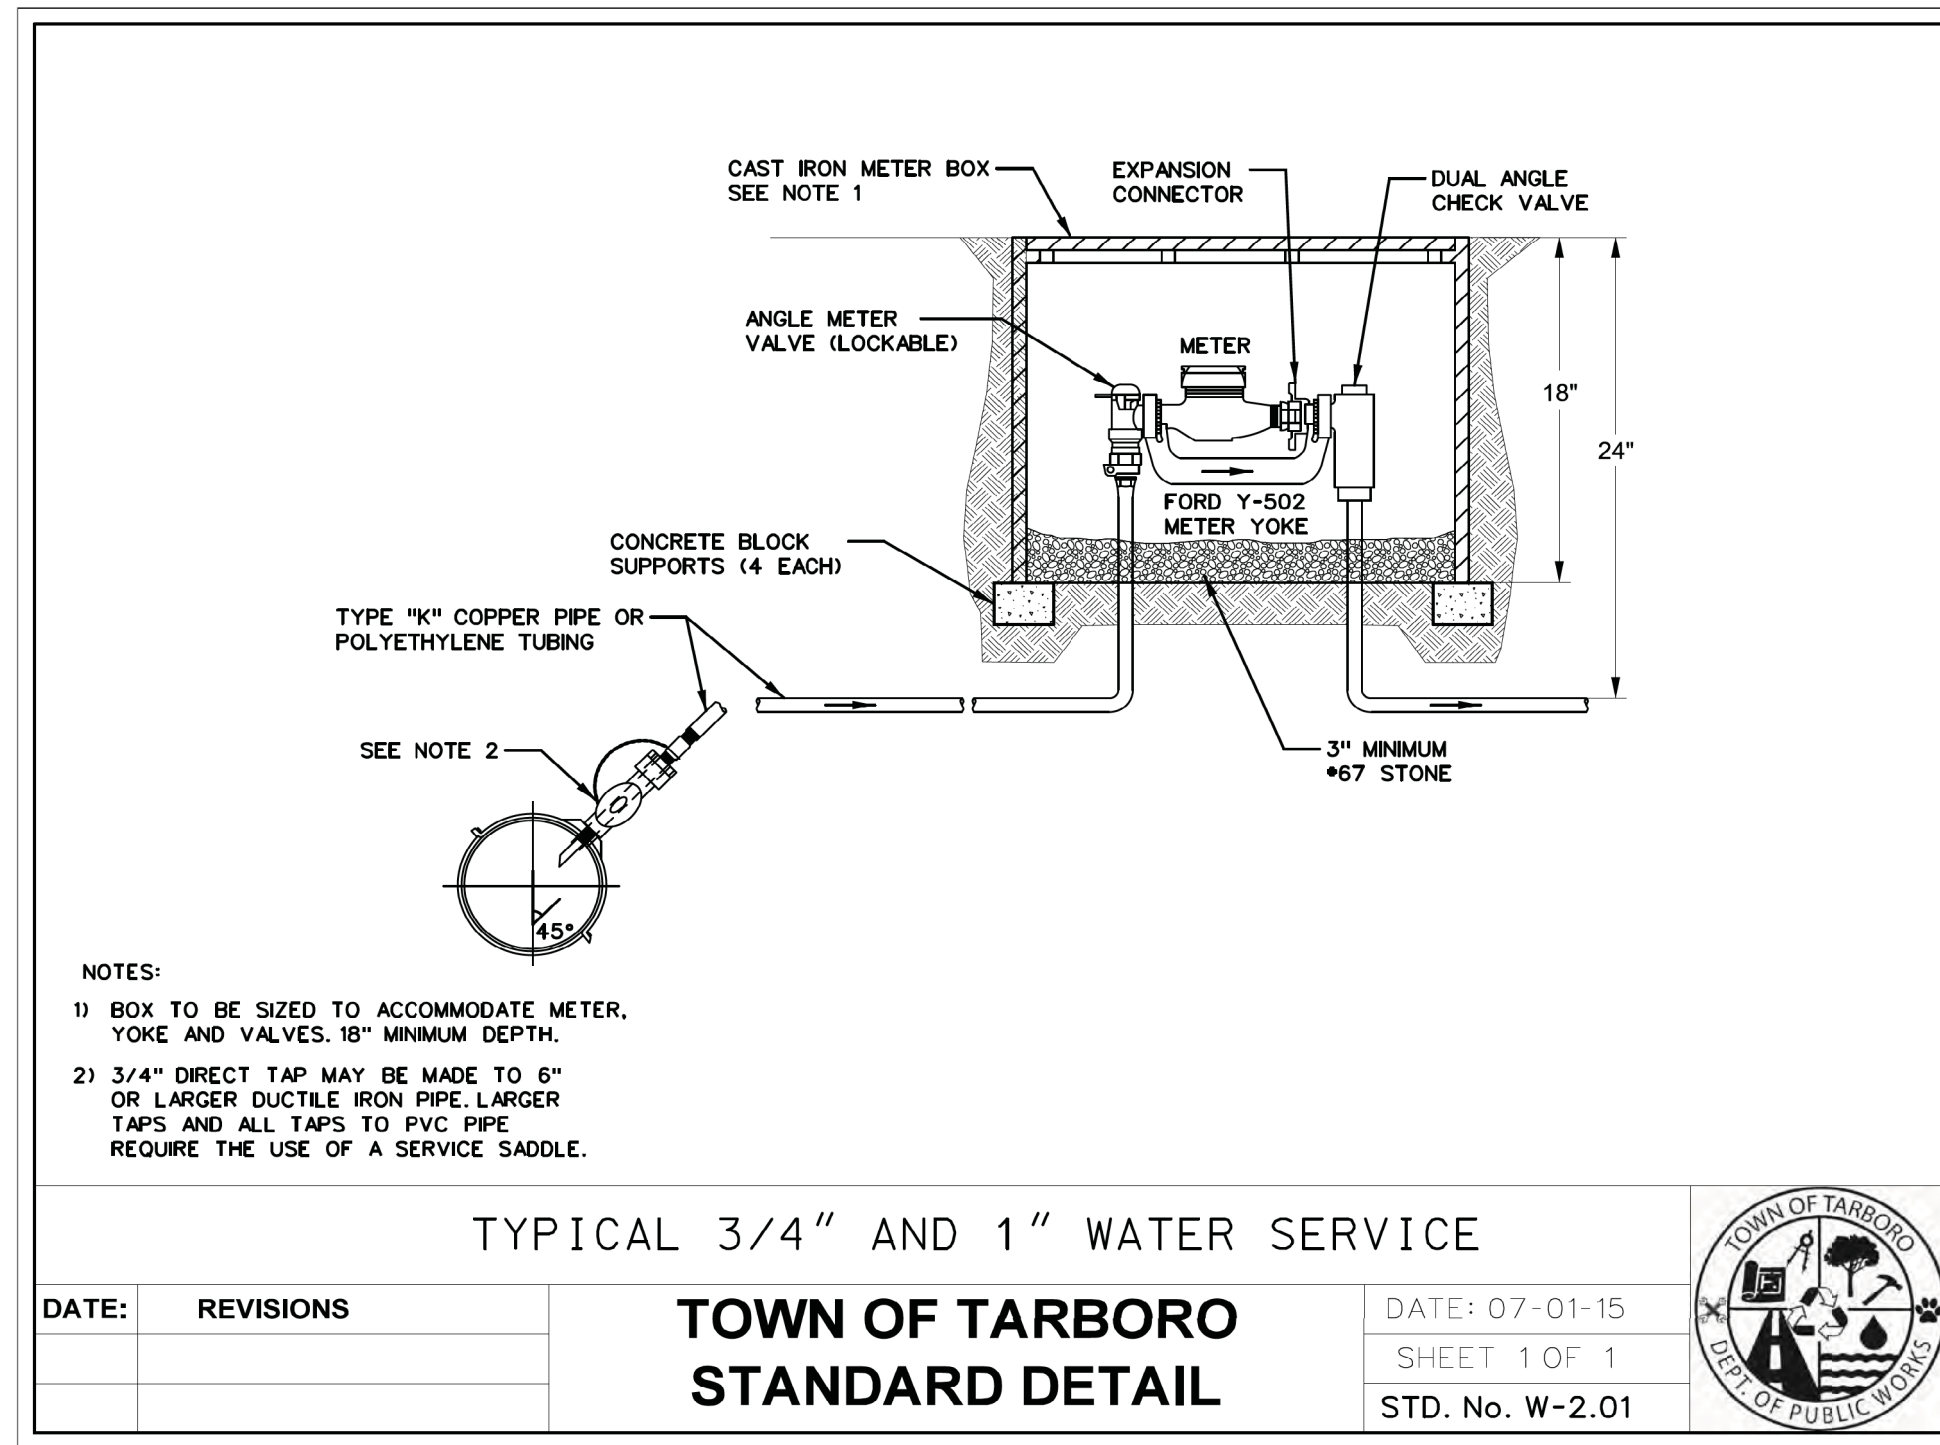 CAST IRON METER BOX
SEE NOTE 1
EXPANSION
CONNECTOR
DUAL ANGLE
CHECK VALVE
ANGLE METER
VALVE (LOCKABLE)
METER
18"
24"
FORD Y-502
METER YOKE
CONCRETE BLOCK
SUPPORTS (4 EACH)
TYPE "K" COPPER PIPE OR
POLYETHYLENE TUBING
SEE NOTE 2
3" MINIMUM
#67 STONE
45°
NOTES:
1) BOX TO BE SIZED TO ACCOMMODATE METER,
YOKE AND VALVES. 18" MINIMUM DEPTH.
2) 3/4" DIRECT TAP MAY BE MADE TO 6"
OR LARGER DUCTILE IRON PIPE. LARGER
TAPS AND ALL TAPS TO PVC PIPE
REQUIRE THE USE OF A SERVICE SADDLE.
TYPICAL 3/4" AND 1" WATER SERVICE
DATE: REVISIONS
TOWN OF TARBORO
STANDARD DETAIL
DATE: 07-01-15
SHEET 1 OF 1
STD. No. W-2.01
TOWN OF TARBORO
DEPT. OF PUBLIC WORKS